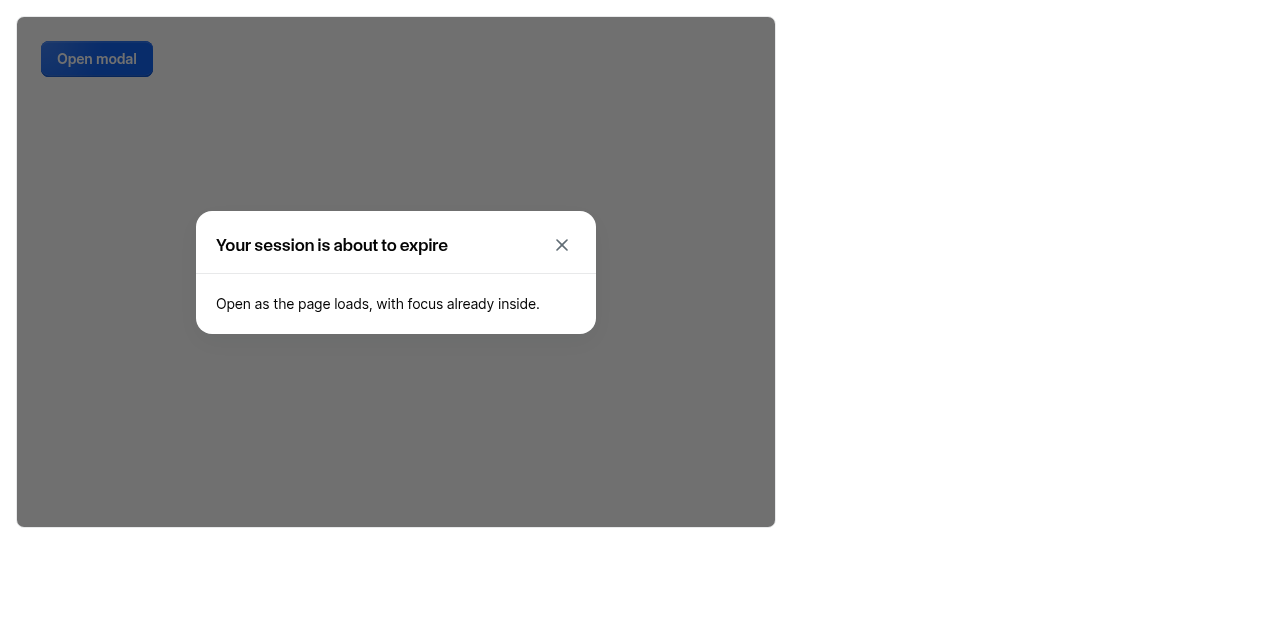 Open modal
Your session is about to expire
Open as the page loads, with focus already inside.